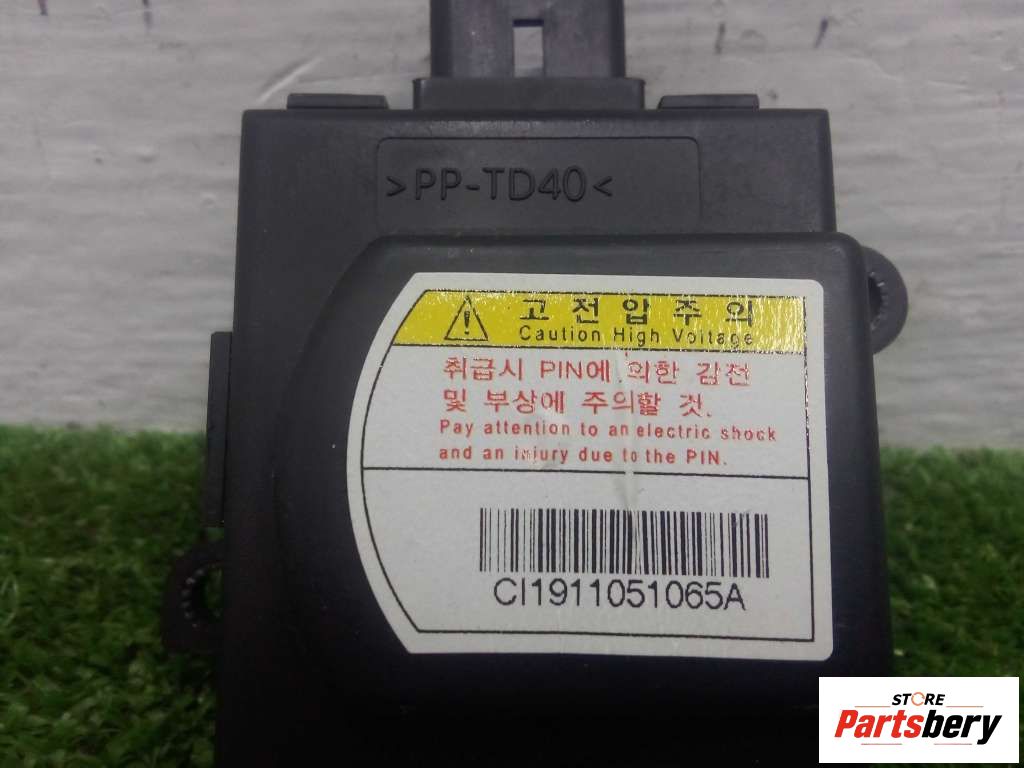 >PP-TD40<
고전압주의
Caution High Voltage
취급시 PIN에 의한 감전
및 부상에 주의할 것.
Pay attention to an electric shock
and an injury due to the PIN.
CI1911051065A
STORE
Partsbery